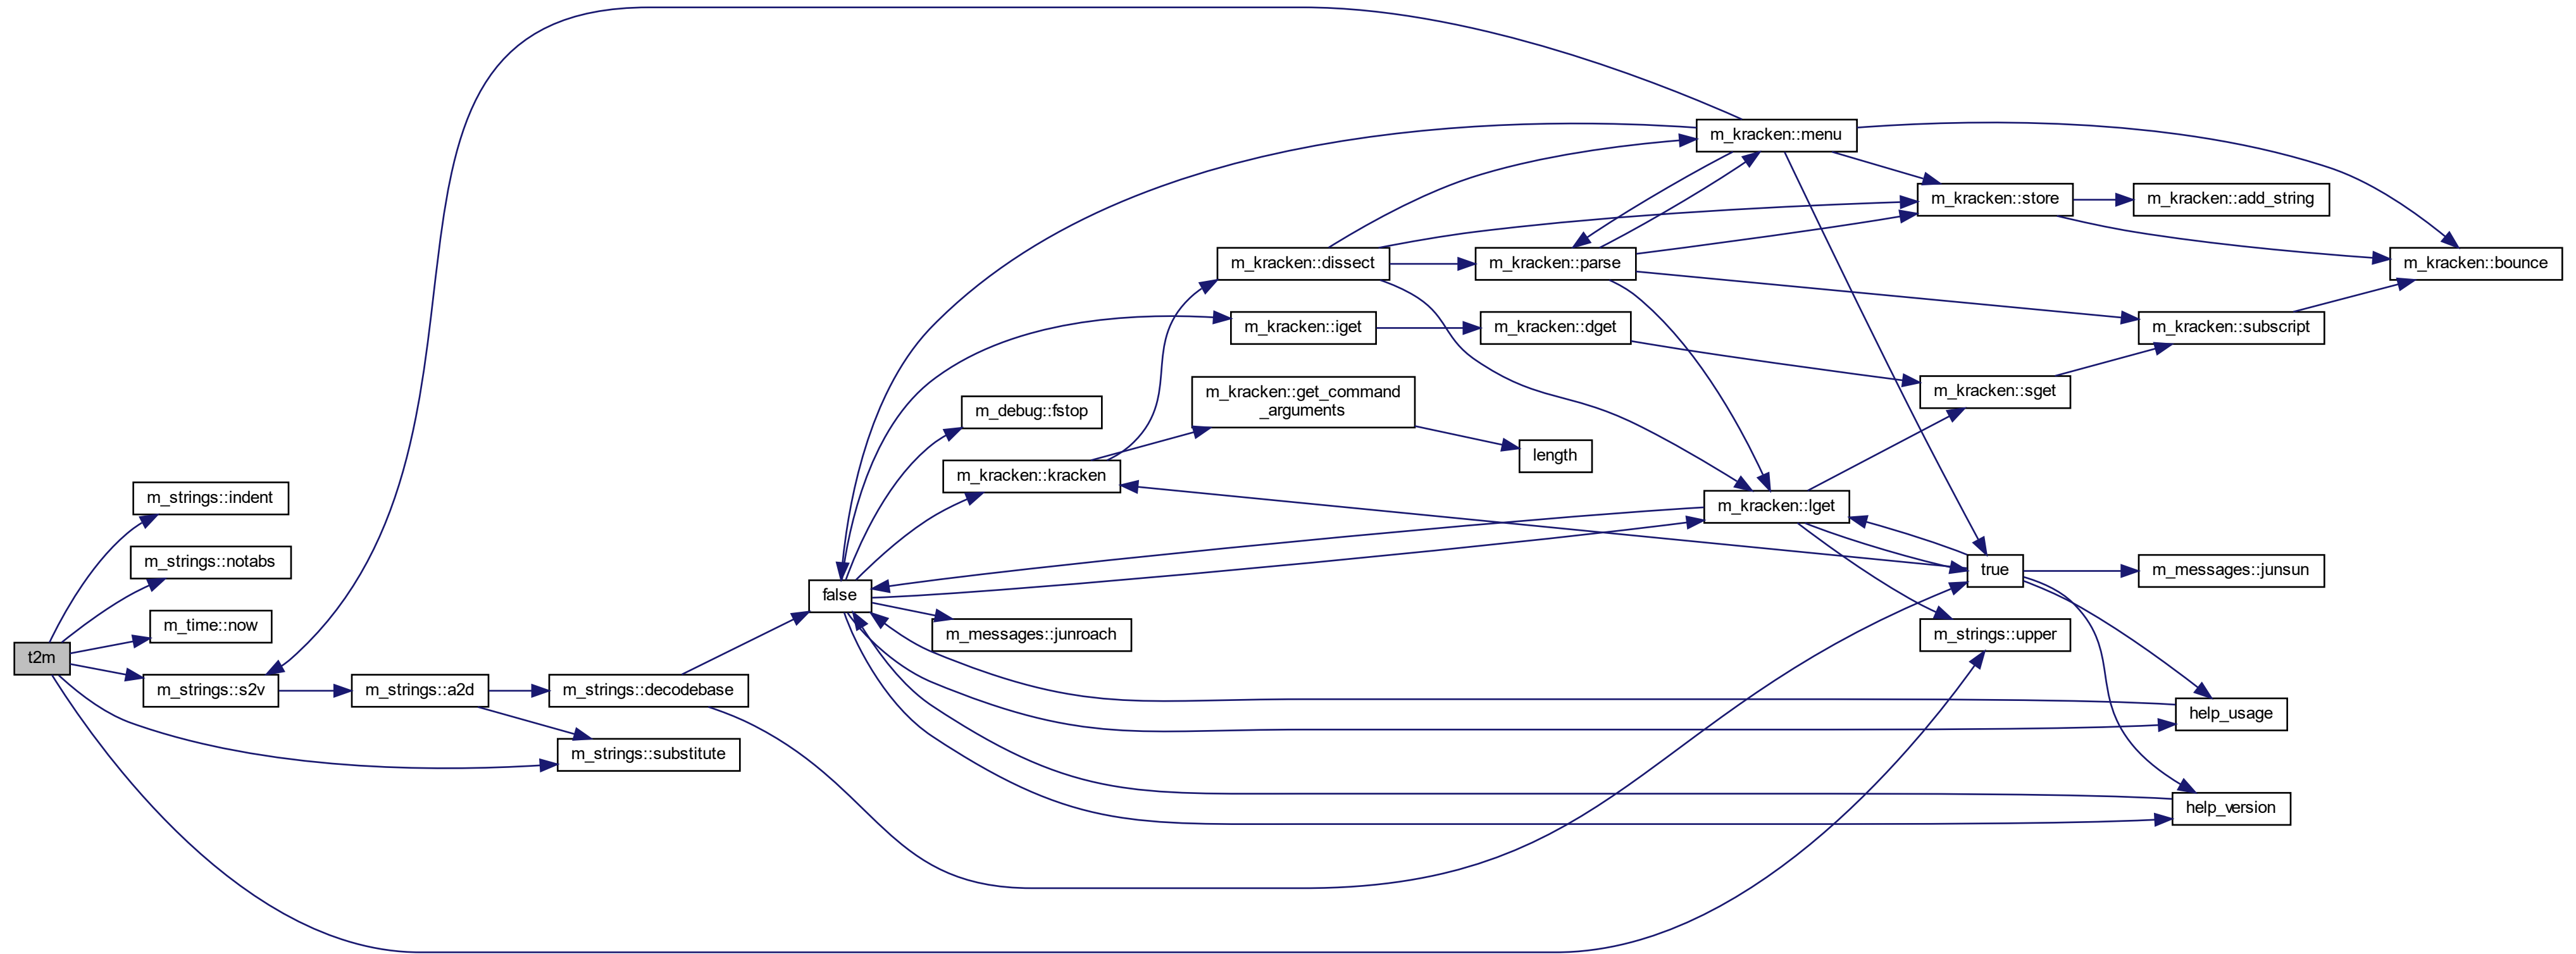 m_kracken::menu
m_kracken::store
m_kracken::add_string
m_kracken::dissect
m_kracken::parse
m_kracken::bounce
m_kracken::iget
m_kracken::dget
m_kracken::subscript
m_debug::fstop
m_kracken::get_command
_arguments
m_kracken::sget
m_kracken::kracken
length
m_strings::indent
m_kracken::lget
m_strings::notabs
false
true
m_messages::junsun
m_time::now
m_messages::junroach
m_strings::upper
t2m
m_strings::s2v
m_strings::a2d
m_strings::decodebase
help_usage
m_strings::substitute
help_version